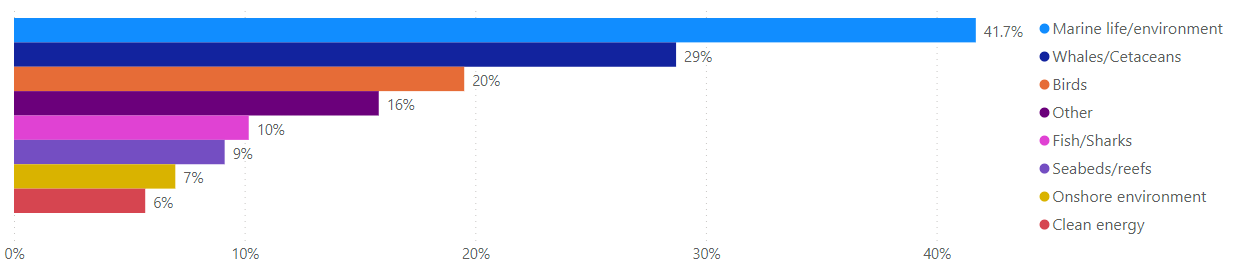 41.7%
29%
20%
16%
10%
9%
7%
6%
0%
10%
20%
30%
40%
Marine life/environment
Whales/Cetaceans
Birds
Other
Fish/Sharks
Seabeds/reefs
Onshore environment
Clean energy